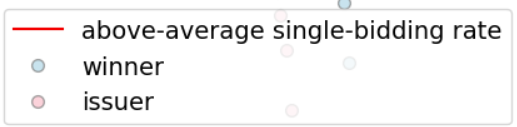 above-average single-bidding rate
winner
issuer